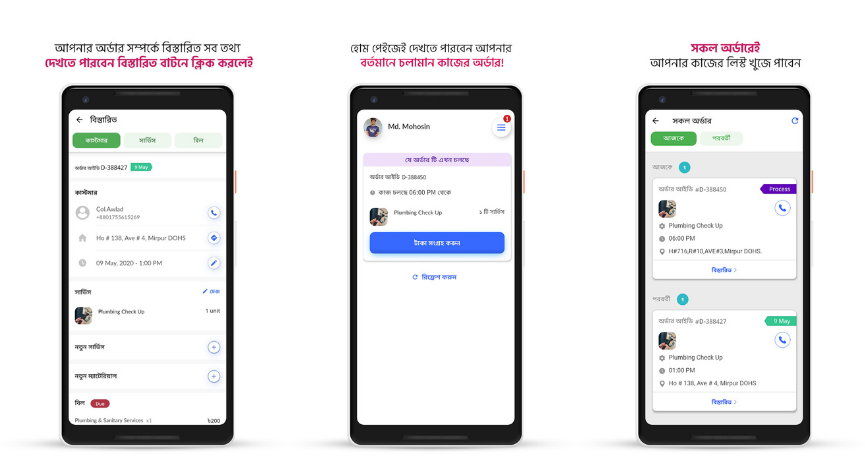 আপনার অর্ডার সম্পর্কে বিস্তারিত সব তথ্য
দেখতে পারবেন বিস্তারিত বাটনে ক্লিক করলেই
বিস্তারিত
কাস্টমার
সার্ভিস
বিল
অর্ডার আইডি D-388427
9 May
কাস্টমার
Col.Awlad
+8801755615269
Ho # 138, Ave # 4, Mirpur DOHS
09 May, 2020 - 1:00 PM
সার্ভিস
Plumbing Check Up
1 unit
নতুন সার্ভিস
নতুন ম্যাটেরিয়াল
বিল
Due
Plumbing & Sanitary Services x1
৳200
হোম পেইজেই দেখতে পারবেন আপনার
বর্তমানে চলামান কাজের অর্ডার!
Md. Mohosin
1
যে অর্ডার টি এখন চলছে
অর্ডার আইডি D-388450
কাজ চলছে 06:00 PM থেকে
Plumbing Check Up
১ টি সার্ভিস
টাকা সংগ্রহ করুন
রিফ্রেশ করুন
সকল অর্ডারেই
আপনার কাজের লিস্ট খুজে পাবেন
সকল অর্ডার
আজকে
পরবর্তী
আজকে
১
অর্ডার আইডি #D-388450
Process
Plumbing Check Up
06:00 PM
H#716,R#10,AVE#3,Mirpur DOHS.
বিস্তারিত
পরবর্তী
১
অর্ডার আইডি #D-388427
9 May
Plumbing Check Up
01:00 PM
Ho # 138, Ave # 4, Mirpur DOHS
বিস্তারিত